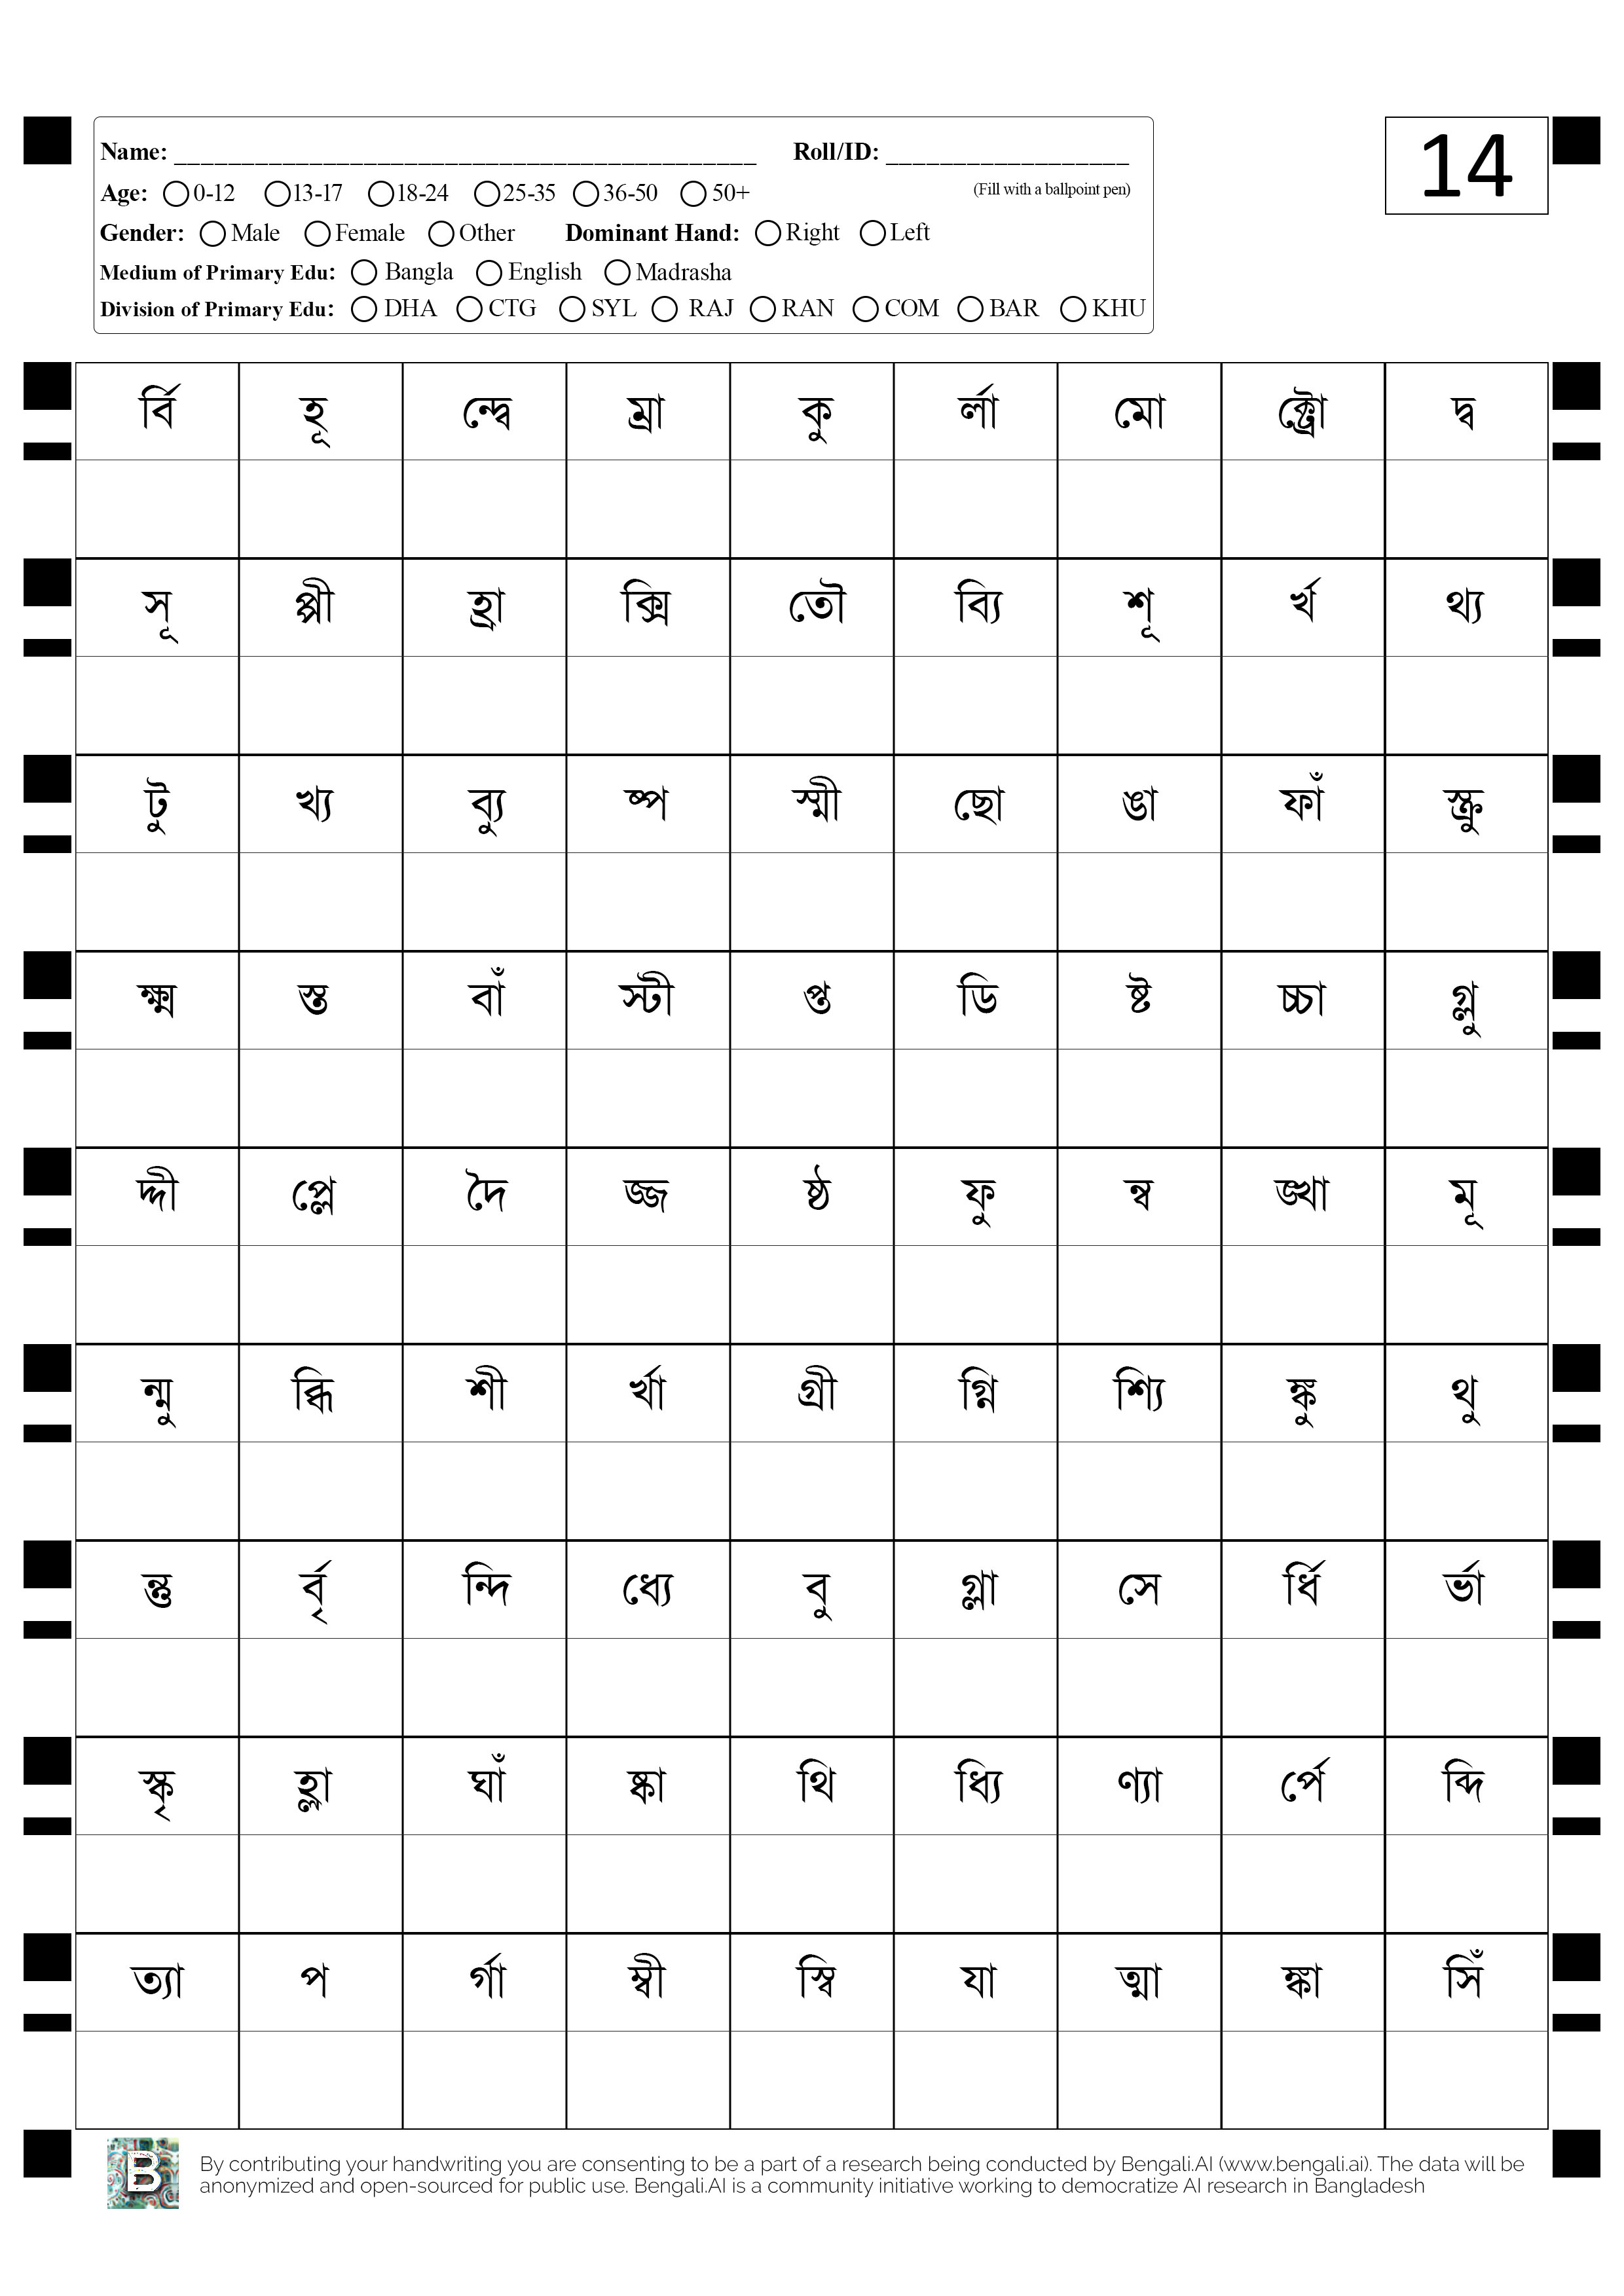 14
Name: ___________________________________________ Roll/ID: __________________
Age: 0-12 13-17 18-24 25-35 36-50 50+ (Fill with a ballpoint pen)
Gender: Male Female Other Dominant Hand: Right Left
Medium of Primary Edu: Bangla English Madrasha
Division of Primary Edu: DHA CTG SYL RAJ RAN COM BAR KHU
র্বি হূ ন্দ্বে ম্রা কু র্লা মো ক্ট্রো দ্ব
সূ প্পী হ্রা ক্সি তৌ ব্যি শূ র্খ থ্য
টু খ্য ব্যু ষ্প স্মী ছো ঙা ফাঁ স্ক্রু
ক্ষ্ম স্ত বাঁ স্টী প্ত ডি ষ্ট চ্চা গ্লু
দ্দী প্লে দৈ জ্জ ষ্ঠ ফু ন্ব ঙ্খা মূ
ন্মু ব্ধি শী র্খা গ্রী গ্নি শ্যি ঙ্কু থু
ন্তু র্বৃ ন্দি ধ্যে বু গ্লা সে র্ধি র্ভা
স্কৃ হ্লা ঘাঁ ষ্কা থি ধ্যি ণ্যা র্পে ব্দি
ত্যা প র্গা ম্বী স্বি যা ত্মা ঙ্কা সিঁ
B By contributing your handwriting you are consenting to be a part of a research being conducted by Bengali.AI (www.bengali.ai). The data will be
anonymized and open-sourced for public use. Bengali.AI is a community initiative working to democratize AI research in Bangladesh